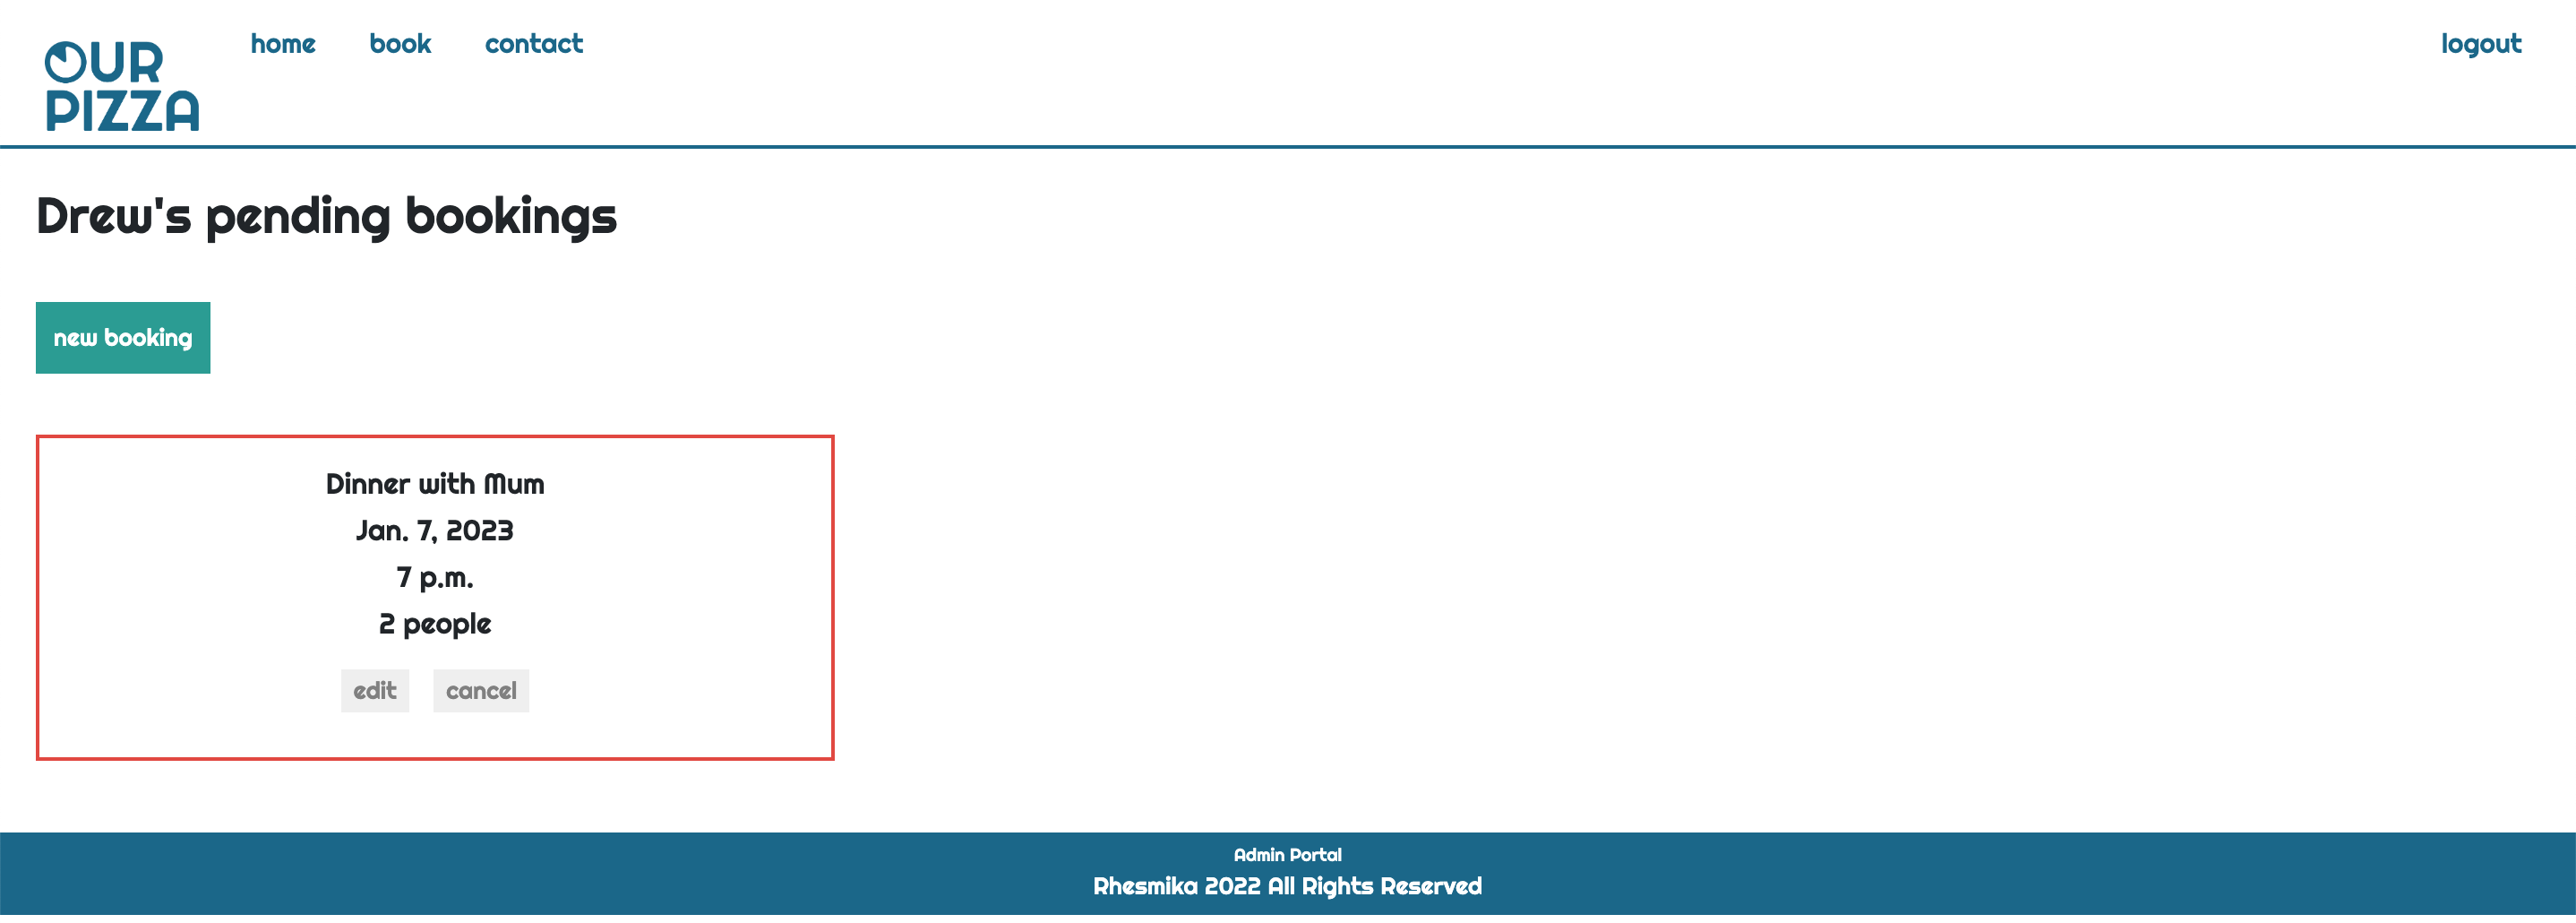 OUR
PIZZA
home book contact logout
Drew's pending bookings
new booking
Dinner with Mum
Jan. 7, 2023
7 p.m.
2 people
edit cancel
Admin Portal
Rhesmika 2022 All Rights Reserved